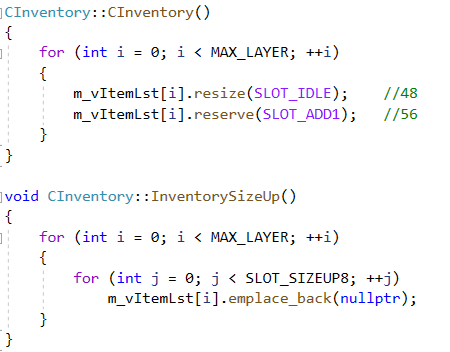 CInventory::CInventory()
{
for (int i = 0; i < MAX_LAYER; ++i)
{
m_vItemLst[i].resize(SLOT_IDLE); //48
m_vItemLst[i].reserve(SLOT_ADD1); //56
}
}
void CInventory::InventorySizeUp()
{
for (int i = 0; i < MAX_LAYER; ++i)
{
for (int j = 0; j < SLOT_SIZEUP8; ++j)
m_vItemLst[i].emplace_back(nullptr);
}
}